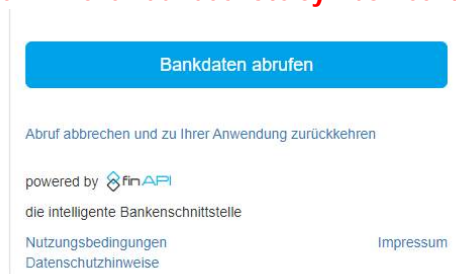 Bankdaten abrufen
Abruf abbrechen und zu Ihrer Anwendung zurückkehren
powered by finAPI
die intelligente Bankenschnittstelle
Nutzungsbedingungen Impressum
Datenschutzhinweise